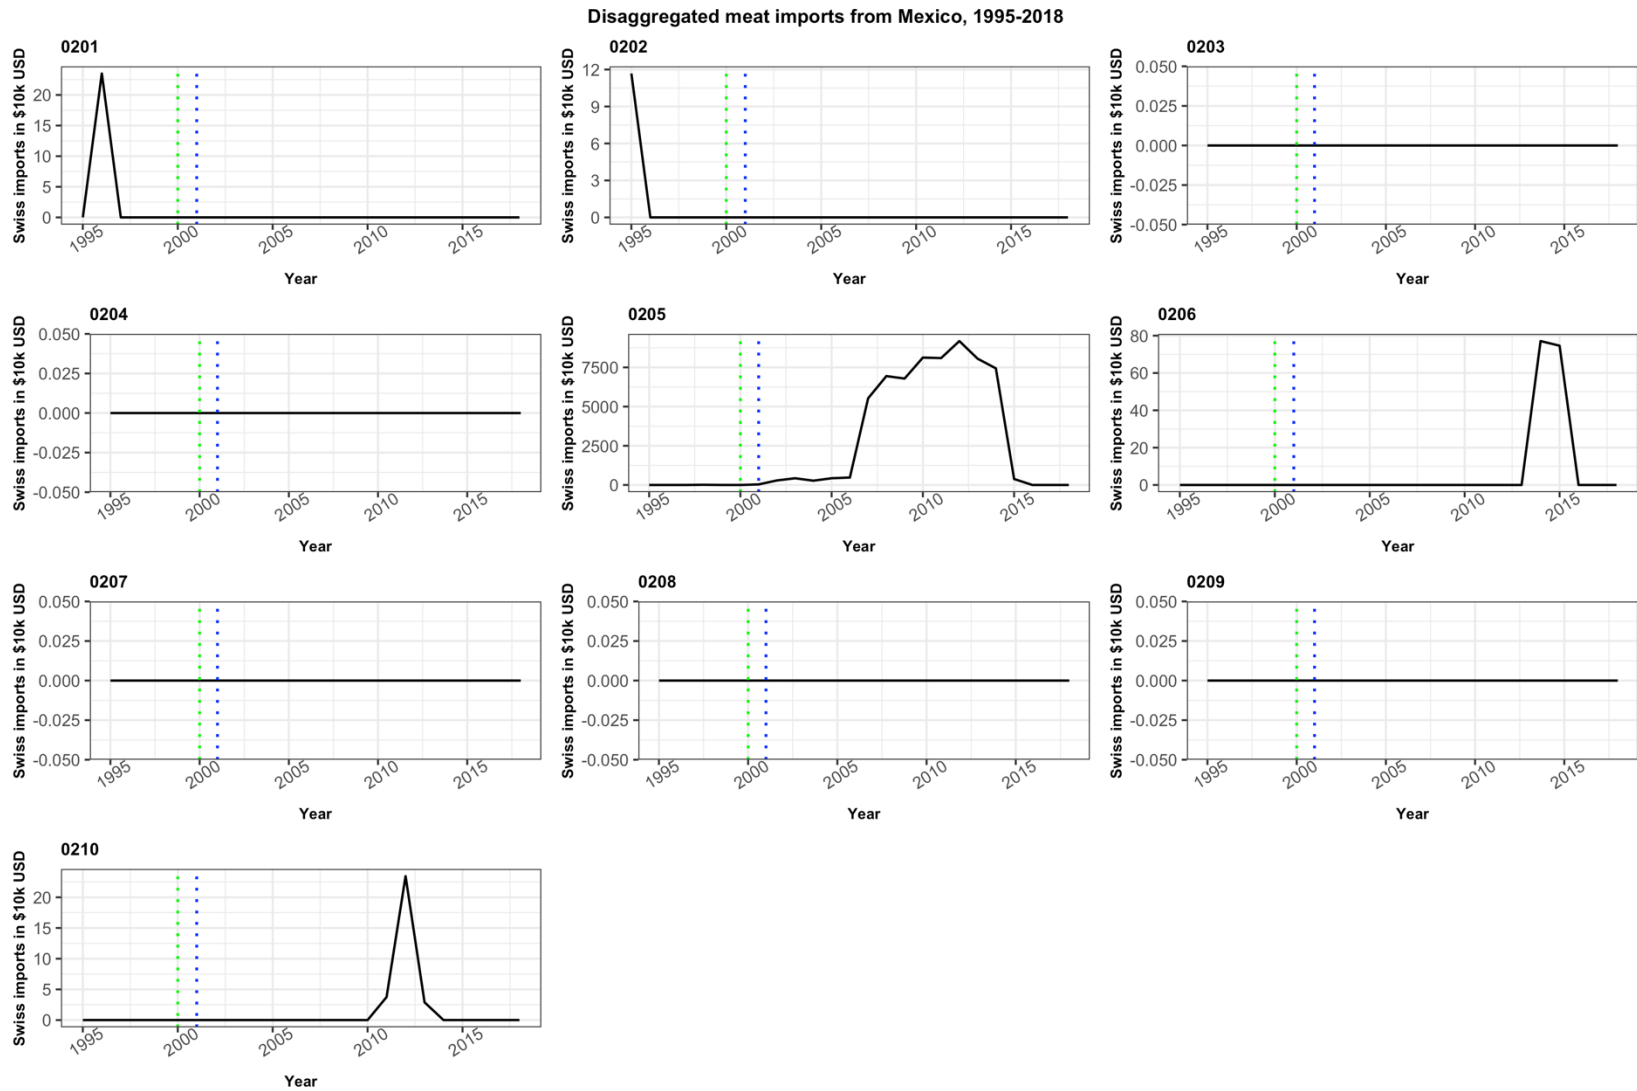 Disaggregated meat imports from Mexico, 1995-2018
0201
Swiss imports in $10k USD
20
15
10
5
0
1995 2000 2005 2010 2015
Year
0202
Swiss imports in $10k USD
12
9
6
3
0
1995 2000 2005 2010 2015
Year
0203
Swiss imports in $10k USD
0.050
0.025
0.000
-0.025
-0.050
1995 2000 2005 2010 2015
Year
0204
Swiss imports in $10k USD
0.050
0.025
0.000
-0.025
-0.050
1995 2000 2005 2010 2015
Year
0205
Swiss imports in $10k USD
7500
5000
2500
0
1995 2000 2005 2010 2015
Year
0206
Swiss imports in $10k USD
80
60
40
20
0
1995 2000 2005 2010 2015
Year
0207
Swiss imports in $10k USD
0.050
0.025
0.000
-0.025
-0.050
1995 2000 2005 2010 2015
Year
0208
Swiss imports in $10k USD
0.050
0.025
0.000
-0.025
-0.050
1995 2000 2005 2010 2015
Year
0209
Swiss imports in $10k USD
0.050
0.025
0.000
-0.025
-0.050
1995 2000 2005 2010 2015
Year
0210
Swiss imports in $10k USD
20
15
10
5
0
1995 2000 2005 2010 2015
Year